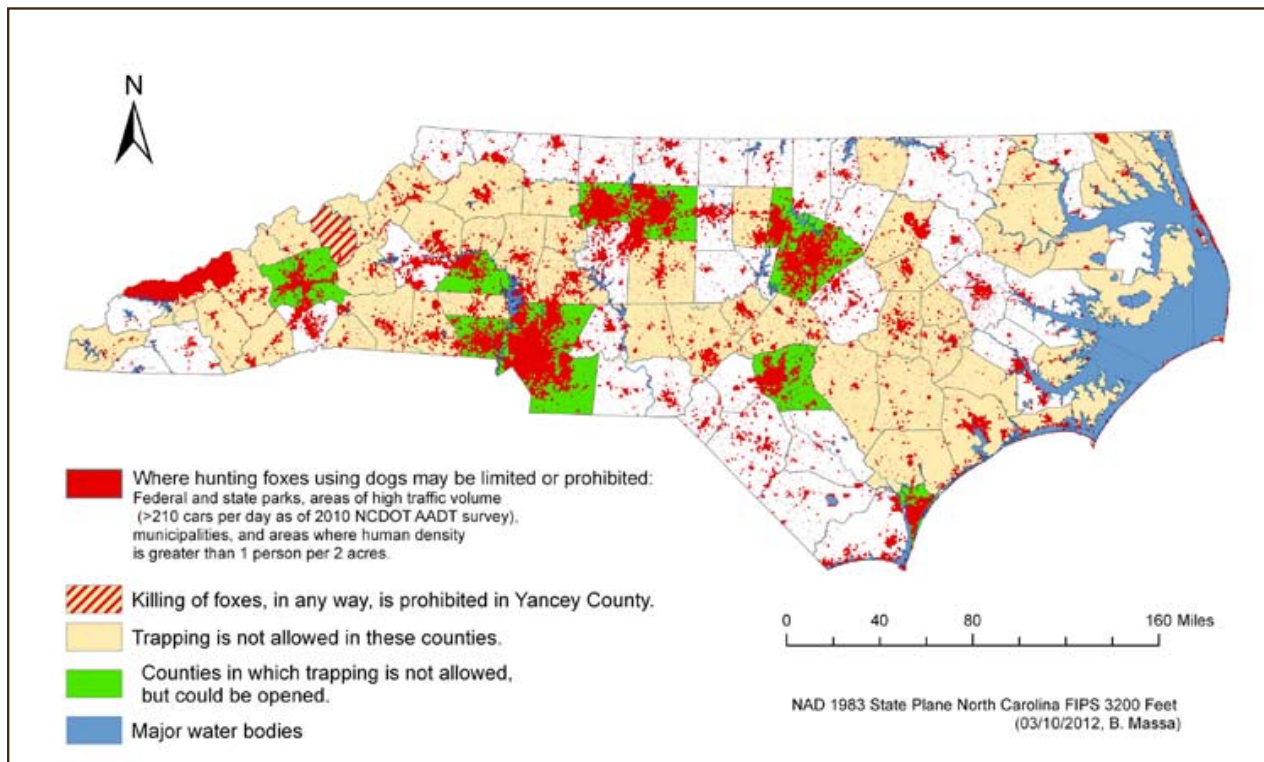 N
Where hunting foxes using dogs may be limited or prohibited:
Federal and state parks, areas of high traffic volume
(>210 cars per day as of 2010 NCDOT AADT survey),
municipalities, and areas where human density
is greater than 1 person per 2 acres.
Killing of foxes, in any way, is prohibited in Yancey County.
Trapping is not allowed in these counties.
Counties in which trapping is not allowed,
but could be opened.
Major water bodies
0 40 80 160 Miles
NAD 1983 State Plane North Carolina FIPS 3200 Feet
(03/10/2012, B. Massa)